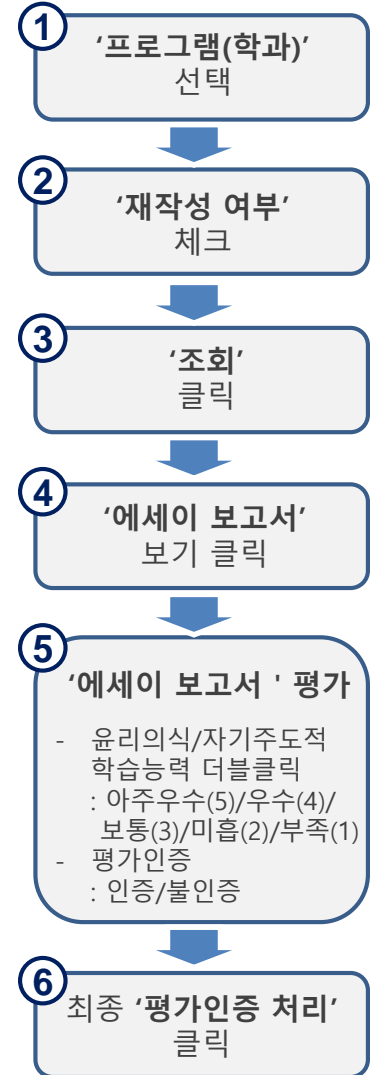 1
‘프로그램(학과)’
선택
2
‘재작성 여부’
체크
3
‘조회’
클릭
4
‘에세이 보고서’
보기 클릭
5
‘에세이 보고서 ' 평가
- 윤리의식/자기주도적
학습능력 더블클릭
: 아주우수(5)/우수(4)/
보통(3)/미흡(2)/부족(1)
- 평가인증
: 인증/불인증
6
최종 ‘평가인증 처리’
클릭